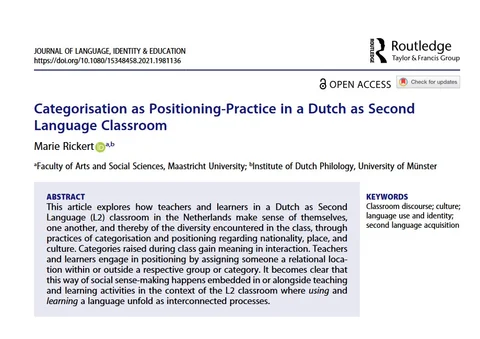 JOURNAL OF LANGUAGE, IDENTITY & EDUCATION
https://doi.org/10.1080/15348458.2021.1981136
ROUTLEDGE
Routledge
Taylor & Francis Group
OPEN ACCESS
Check for updates
Categorisation as Positioning-Practice in a Dutch as Second
Language Classroom
Marie Rickert iD a,b
aFaculty of Arts and Social Sciences, Maastricht University; bInstitute of Dutch Philology, University of Münster
ABSTRACT
This article explores how teachers and learners in a Dutch as Second
Language (L2) classroom in the Netherlands make sense of themselves,
one another, and thereby of the diversity encountered in the class, through
practices of categorisation and positioning regarding nationality, place, and
culture. Categories raised during class gain meaning in interaction. Teachers
and learners engage in positioning by assigning someone a relational loca-
tion within or outside a respective group or category. It becomes clear that
this way of social sense-making happens embedded in or alongside teaching
and learning activities in the context of the L2 classroom where using and
learning a language unfold as interconnected processes.
KEYWORDS
Classroom discourse; culture;
language use and identity;
second language acquisition